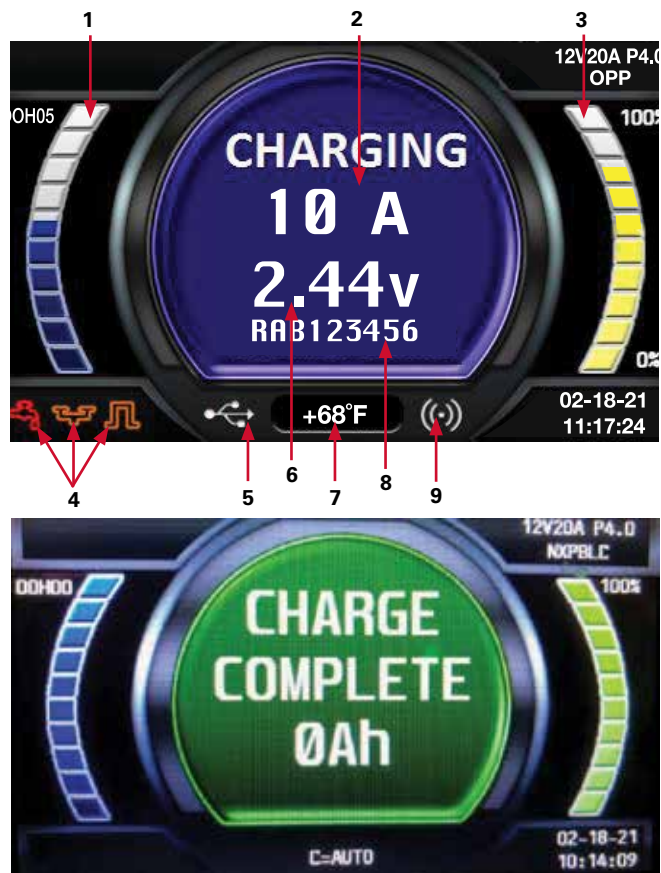 1
2
3
12V20A P4.0
OPP
OOH05
100%
CHARGING
10 A
2.44v
RAB123456
0%
+68°F
02-18-21
11:17:24
4
5
6
7
8
9
12V20A P4.0
NXPBLC
00H00
100%
CHARGE
COMPLETE
0Ah
C=AUTO
02-18-21
10:14:09